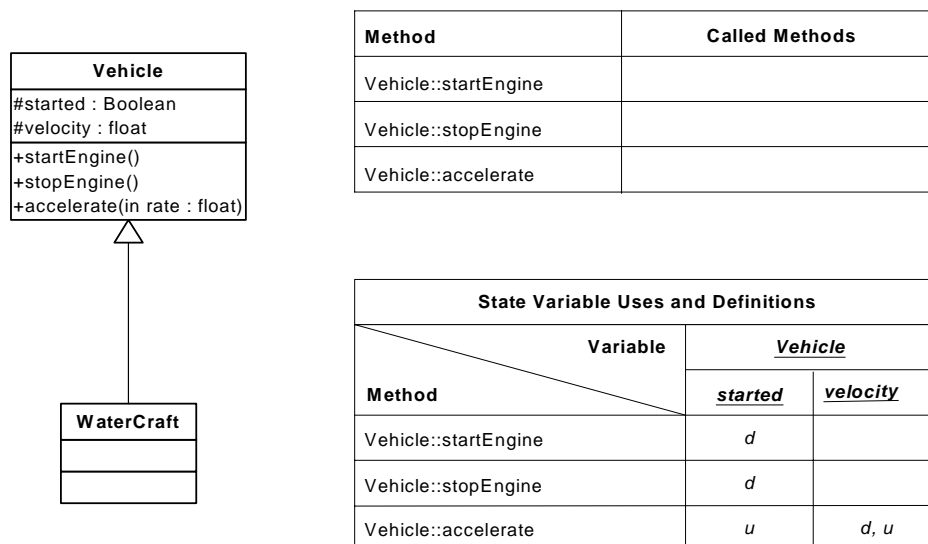 Vehicle
#started : Boolean
#velocity : float
+startEngine()
+stopEngine()
+accelerate(in rate : float)
WaterCraft
Method Called Methods
Vehicle::startEngine
Vehicle::stopEngine
Vehicle::accelerate
State Variable Uses and Definitions
Variable Vehicle
Method started velocity
Vehicle::startEngine d
Vehicle::stopEngine d
Vehicle::accelerate u d, u